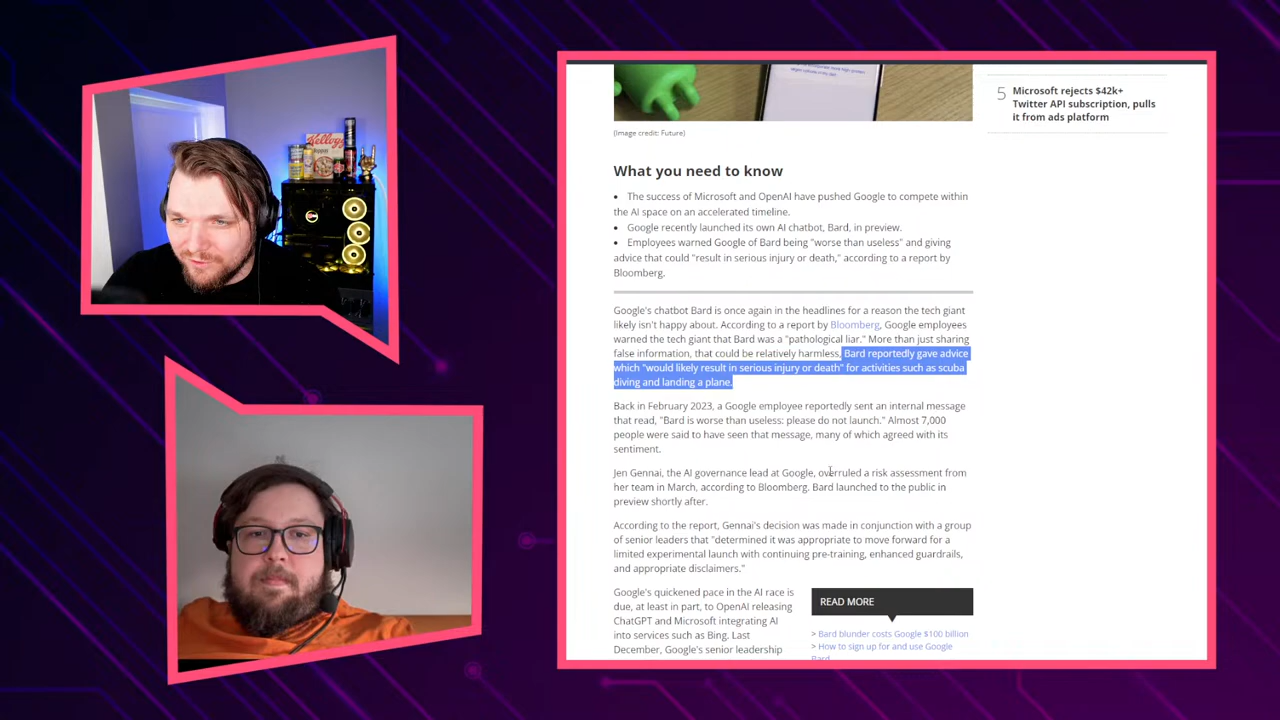 Kellogg's
(Image credit: Future)
5
Microsoft rejects $42k+
Twitter API subscription, pulls
it from ads platform
What you need to know
• The success of Microsoft and OpenAI have pushed Google to compete within
the AI space on an accelerated timeline.
• Google recently launched its own AI chatbot, Bard, in preview.
• Employees warned Google of Bard being "worse than useless" and giving
advice that could "result in serious injury or death," according to a report by
Bloomberg.
Google's chatbot Bard is once again in the headlines for a reason the tech giant
likely isn't happy about. According to a report by Bloomberg, Google employees
warned the tech giant that Bard was a "pathological liar." More than just sharing
false information, that could be relatively harmless, Bard reportedly gave advice
which "would likely result in serious injury or death" for activities such as scuba
diving and landing a plane.
Back in February 2023, a Google employee reportedly sent an internal message
that read, "Bard is worse than useless: please do not launch." Almost 7,000
people were said to have seen that message, many of which agreed with its
sentiment.
Jen Gennai, the AI governance lead at Google, overruled a risk assessment from
her team in March, according to Bloomberg. Bard launched to the public in
preview shortly after.
According to the report, Gennai's decision was made in conjunction with a group
of senior leaders that "determined it was appropriate to move forward for a
limited experimental launch with continuing pre-training, enhanced guardrails,
and appropriate disclaimers."
Google's quickened pace in the AI race is
due, at least in part, to OpenAI releasing
ChatGPT and Microsoft integrating AI
into services such as Bing. Last
December, Google's senior leadership
READ MORE
> Bard blunder costs Google $100 billion
> How to sign up for and use Google
Bard